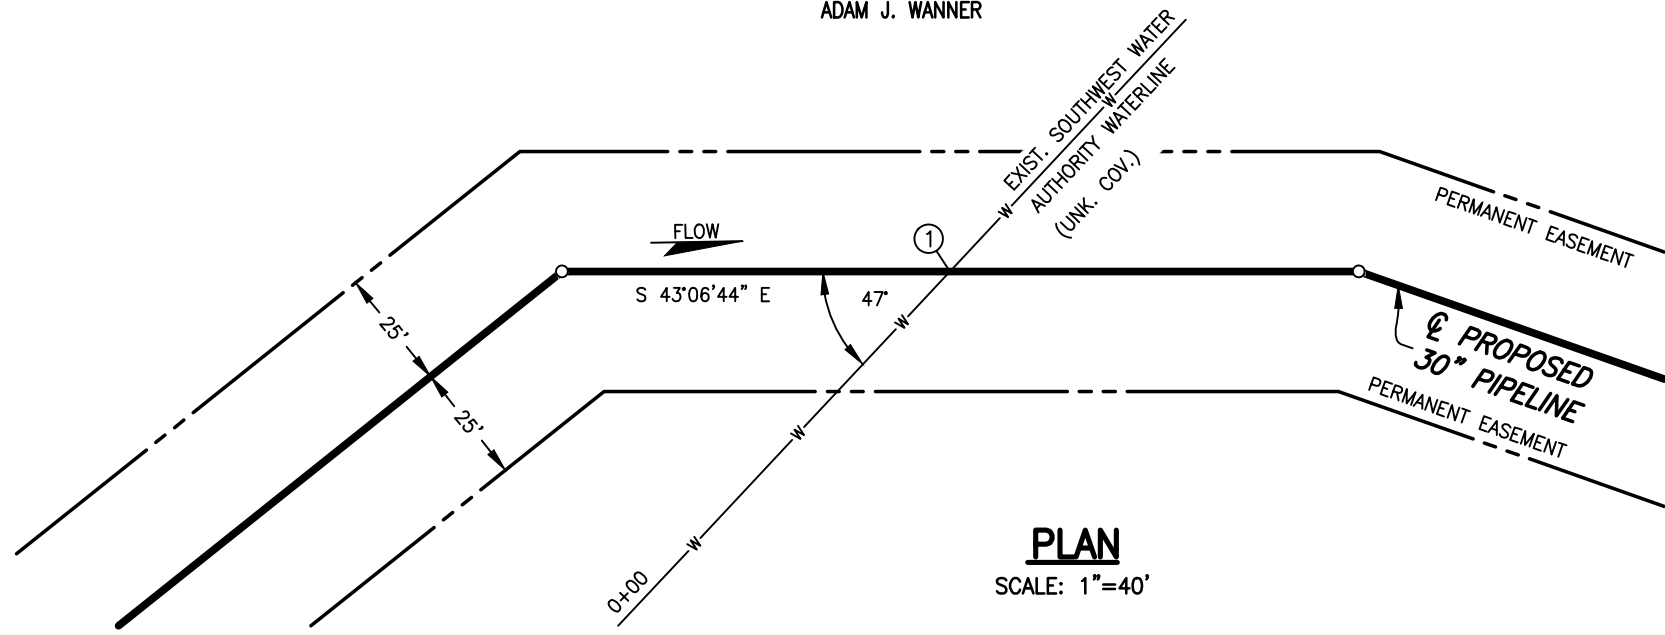 ADAM J. WANNER
EXIST. SOUTHWEST WATER
W
AUTHORITY WATERLINE
(UNK. COV.)
W
PERMANENT EASEMENT
FLOW
1
S 43°06'44" E
47°
W
25'
25'
℄ PROPOSED
30" PIPELINE
PERMANENT EASEMENT
W
W
0+00
PLAN
SCALE: 1"=40'